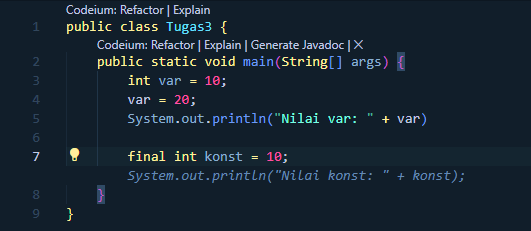 Codeium: Refactor | Explain
1 public class Tugas3 {
Codeium: Refactor | Explain | Generate Javadoc | X
2 public static void main(String[] args) {
3 int var = 10;
4 var = 20;
5 System.out.println("Nilai var: " + var)
6
7 final int konst = 10;
System.out.println("Nilai konst: " + konst);
8 }
9 }